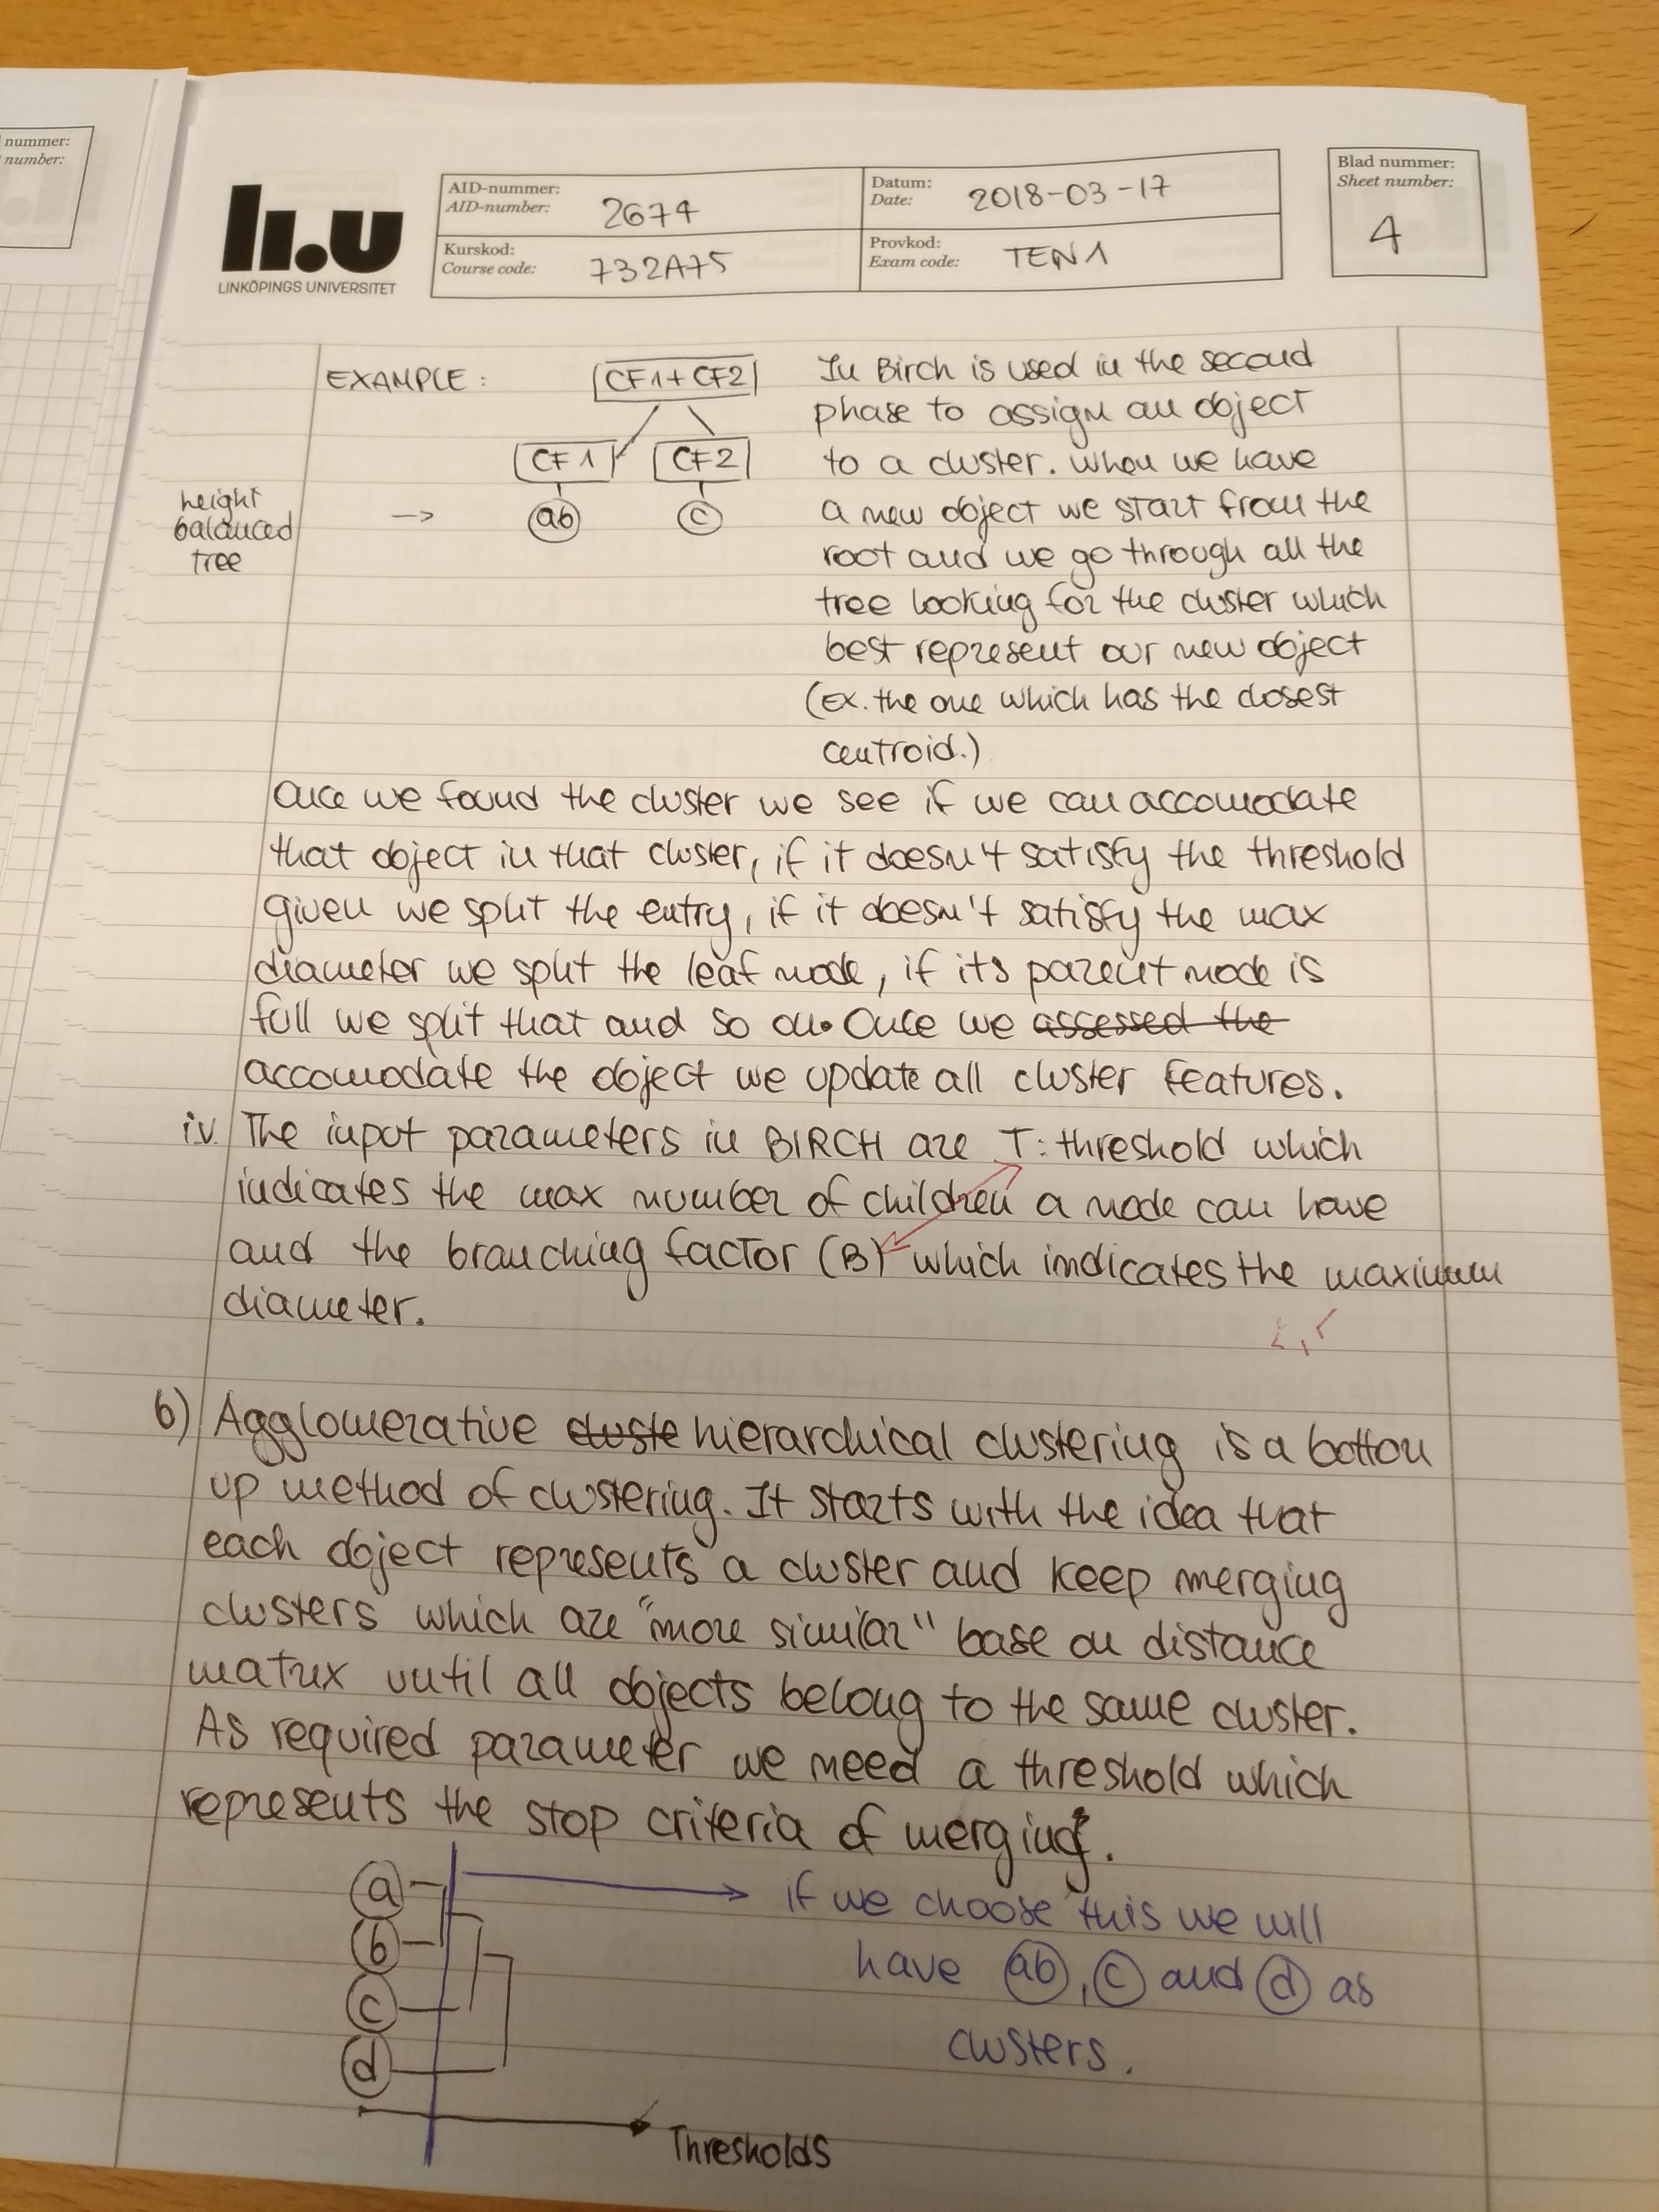 nummer:
number:
li.u
LINKÖPINGS UNIVERSITET
AID-nummer:
AID-number: 2674
Datum:
Date: 2018-03-17
Kurskod:
Course code: 732A75
Provkod:
Exam code: TEN1
Blad nummer:
Sheet number:
4
EXAMPLE:
CF1+CF2
CF1 CF2
ab c
height
balanced
tree
->
In Birch is used in the second
phase to assign an object
to a cluster. When we have
a new object we start from the
root and we go through all the
tree looking for the cluster which
best represent our new object
(Ex. the one which has the closest
centroid.)
Once we found the cluster we see if we can accomodate
that object in that cluster, if it doesn't satisfy the threshold
given we split the entry, if it doesn't satisfy the max
diameter we split the leaf node, if its parent node is
full we split that and so on. Once we assessed the
accomodate the object we update all cluster features.
iv. The input parameters in BIRCH are T: threshold which
indicates the max number of children a node can have
and the branching factor (B) which indicates the maximum
diameter.
b) Agglomerative cluste hierarchical clustering is a bottom
up method of clustering. It starts with the idea that
each object represents a cluster and keep merging
clusters which are "more similar" base on distance
matrix until all objects belong to the same cluster.
As required parameter we need a threshold which
represents the stop criteria of merging.
a
b
c
d
if we choose this we will
have ab, c and d as
clusters.
Thresholds